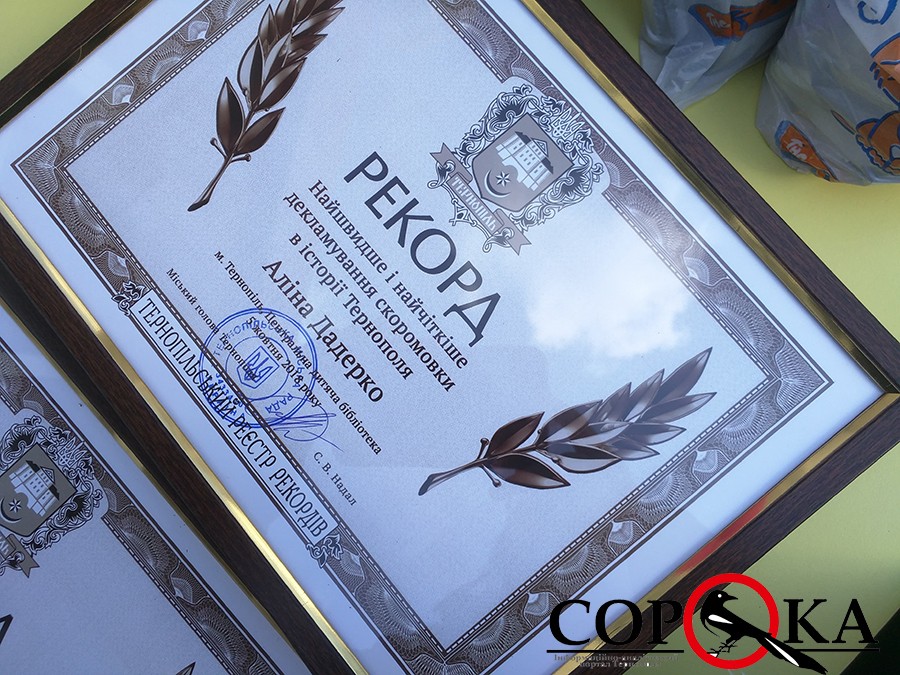 ТЕРНОПІЛЬ
РЕКОРД
Найшвидше і найчіткіше
декламування скоромовки
в історії Тернополя
Аліна Дадерко
м. Тернопіль, Центральна дитяча бібліотека
жовтня 2018 року
Міський голова Тернополя
С. В. Надал
ТЕРНОПІЛЬСЬКИЙ РЕЄСТР РЕКОРДІВ
СОРОКА